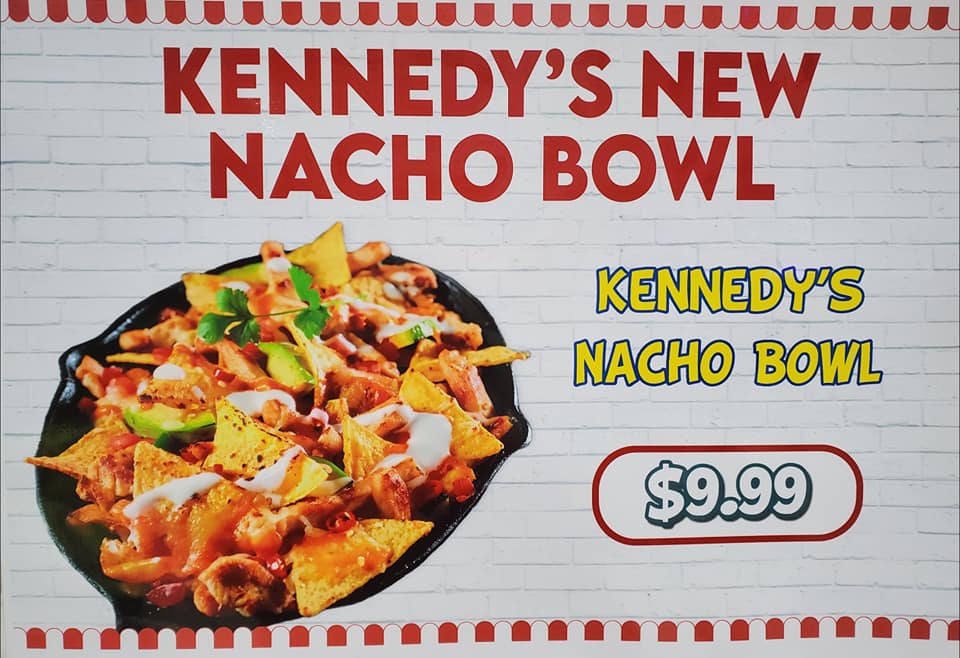 KENNEDY'S NEW
NACHO BOWL
KENNEDY'S
NACHO BOWL
$9.99